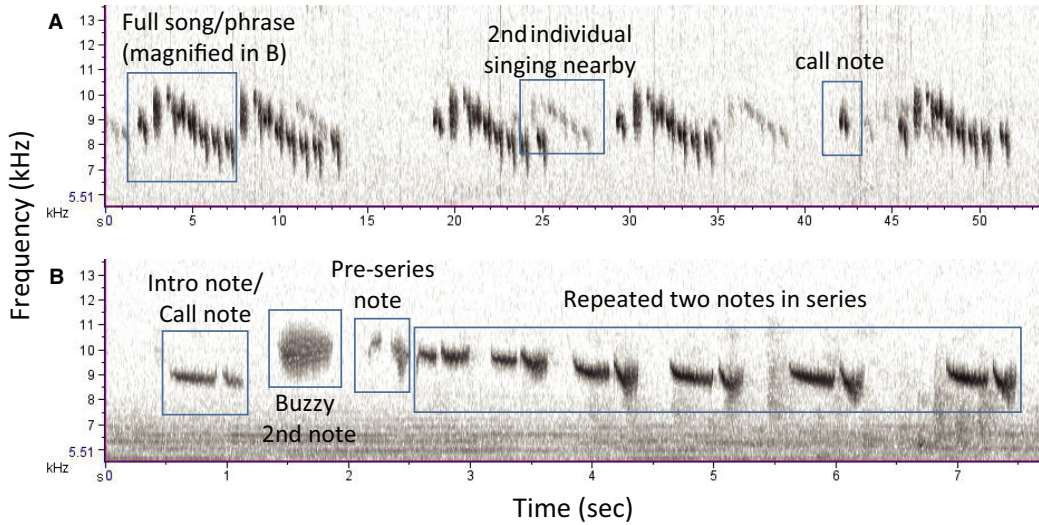 A
Full song/phrase
(magnified in B)
2nd individual
singing nearby
call note
13
12
11
10
9
8
7
5.51
kHz
s0 5 10 15 20 25 30 35 40 45 50
B
Intro note/
Call note
Buzzy
2nd note
Pre-series
note
Repeated two notes in series
13
12
11
10
9
8
7
5.51
kHz
s0 1 2 3 4 5 6 7
Frequency (kHz)
Time (sec)